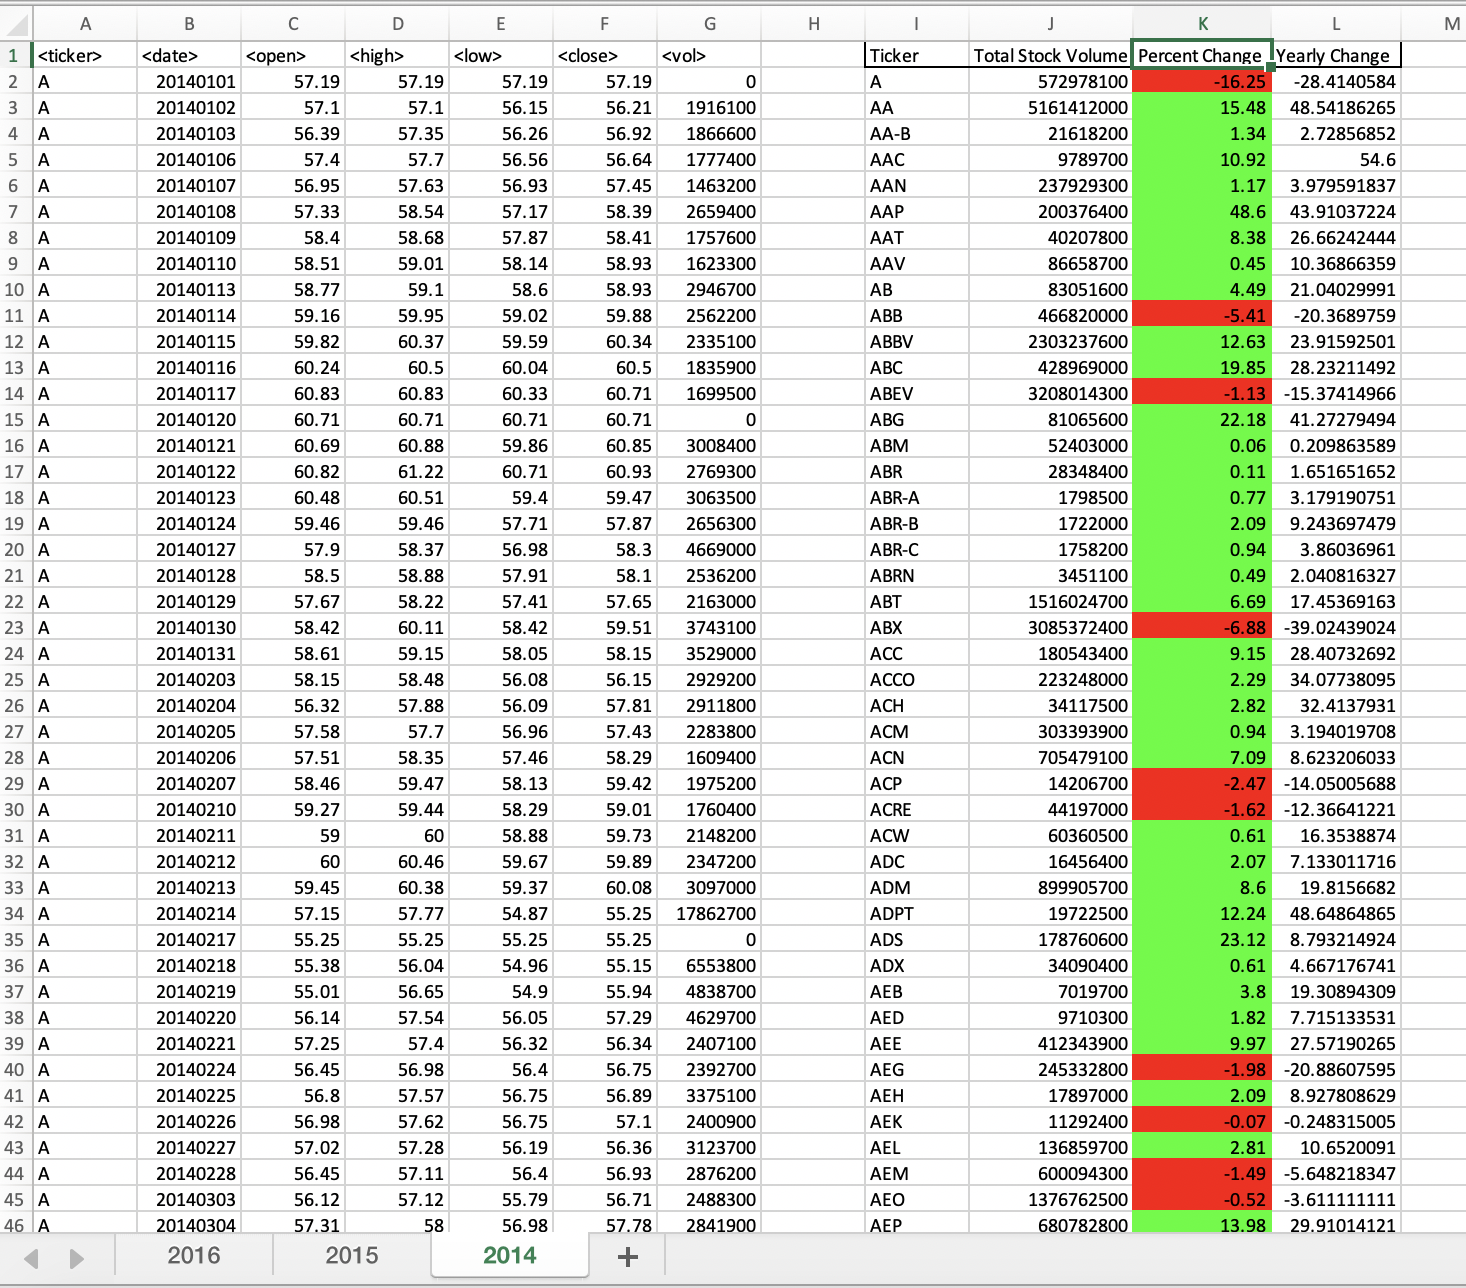 A B C D E F G H I J K L M
1 <ticker> <date> <open> <high> <low> <close> <vol> Ticker Total Stock Volume Percent Change Yearly Change
2 A 20140101 57.19 57.19 57.19 57.19 0 A 572978100 -16.25 -28.4140584
3 A 20140102 57.1 57.1 56.15 56.21 1916100 AA 5161412000 15.48 48.54186265
4 A 20140103 56.39 57.35 56.26 56.92 1866600 AA-B 21618200 1.34 2.72856852
5 A 20140106 57.4 57.7 56.56 56.64 1777400 AAC 9789700 10.92 54.6
6 A 20140107 56.95 57.63 56.93 57.45 1463200 AAN 237929300 1.17 3.979591837
7 A 20140108 57.33 58.54 57.17 58.39 2659400 AAP 200376400 48.6 43.91037224
8 A 20140109 58.4 58.68 57.87 58.41 1757600 AAT 40207800 8.38 26.66242444
9 A 20140110 58.51 59.01 58.14 58.93 1623300 AAV 86658700 0.45 10.36866359
10 A 20140113 58.77 59.1 58.6 58.93 2946700 AB 83051600 4.49 21.04029991
11 A 20140114 59.16 59.95 59.02 59.88 2562200 ABB 466820000 -5.41 -20.3689759
12 A 20140115 59.82 60.37 59.59 60.34 2335100 ABBV 2303237600 12.63 23.91592501
13 A 20140116 60.24 60.5 60.04 60.5 1835900 ABC 428969000 19.85 28.23211492
14 A 20140117 60.83 60.83 60.33 60.71 1699500 ABEV 3208014300 -1.13 -15.37414966
15 A 20140120 60.71 60.71 60.71 60.71 0 ABG 81065600 22.18 41.27279494
16 A 20140121 60.69 60.88 59.86 60.85 3008400 ABM 52403000 0.06 0.209863589
17 A 20140122 60.82 61.22 60.71 60.93 2769300 ABR 28348400 0.11 1.651651652
18 A 20140123 60.48 60.51 59.4 59.47 3063500 ABR-A 1798500 0.77 3.179190751
19 A 20140124 59.46 59.46 57.71 57.87 2656300 ABR-B 1722000 2.09 9.243697479
20 A 20140127 57.9 58.37 56.98 58.3 4669000 ABR-C 1758200 0.94 3.86036961
21 A 20140128 58.5 58.88 57.91 58.1 2536200 ABRN 3451100 0.49 2.040816327
22 A 20140129 57.67 58.22 57.41 57.65 2163000 ABT 1516024700 6.69 17.45369163
23 A 20140130 58.42 60.11 58.42 59.51 3743100 ABX 3085372400 -6.88 -39.02439024
24 A 20140131 58.61 59.15 58.05 58.15 3529000 ACC 180543400 9.15 28.40732692
25 A 20140203 58.15 58.48 56.08 56.15 2929200 ACCO 223248000 2.29 34.07738095
26 A 20140204 56.32 57.88 56.09 57.81 2911800 ACH 34117500 2.82 32.4137931
27 A 20140205 57.58 57.7 56.96 57.43 2283800 ACM 303393900 0.94 3.194019708
28 A 20140206 57.51 58.35 57.46 58.29 1609400 ACN 705479100 7.09 8.623206033
29 A 20140207 58.46 59.47 58.13 59.42 1975200 ACP 14206700 -2.47 -14.05005688
30 A 20140210 59.27 59.44 58.29 59.01 1760400 ACRE 44197000 -1.62 -12.36641221
31 A 20140211 59 60 58.88 59.73 2148200 ACW 60360500 0.61 16.3538874
32 A 20140212 60 60.46 59.67 59.89 2347200 ADC 16456400 2.07 7.133011716
33 A 20140213 59.45 60.38 59.37 60.08 3097000 ADM 899905700 8.6 19.8156682
34 A 20140214 57.15 57.77 54.87 55.25 17862700 ADPT 19722500 12.24 48.64864865
35 A 20140217 55.25 55.25 55.25 55.25 0 ADS 178760600 23.12 8.793214924
36 A 20140218 55.38 56.04 54.96 55.15 6553800 ADX 34090400 0.61 4.667176741
37 A 20140219 55.01 56.65 54.9 55.94 4838700 AEB 7019700 3.8 19.30894309
38 A 20140220 56.14 57.54 56.05 57.29 4629700 AED 9710300 1.82 7.715133531
39 A 20140221 57.25 57.4 56.32 56.34 2407100 AEE 412343900 9.97 27.57190265
40 A 20140224 56.45 56.98 56.4 56.75 2392700 AEG 245332800 -1.98 -20.88607595
41 A 20140225 56.8 57.57 56.75 56.89 3375100 AEH 17897000 2.09 8.927808629
42 A 20140226 56.98 57.62 56.75 57.1 2400900 AEK 11292400 -0.07 -0.248315005
43 A 20140227 57.02 57.28 56.19 56.36 3123700 AEL 136859700 2.81 10.6520091
44 A 20140228 56.45 57.11 56.4 56.93 2876200 AEM 600094300 -1.49 -5.648218347
45 A 20140303 56.12 57.12 55.79 56.71 2488300 AEO 1376762500 -0.52 -3.611111111
46 A 20140304 57.31 58 56.98 57.78 2841900 AEP 680782800 13.98 29.91014121
2016 2015 2014 +